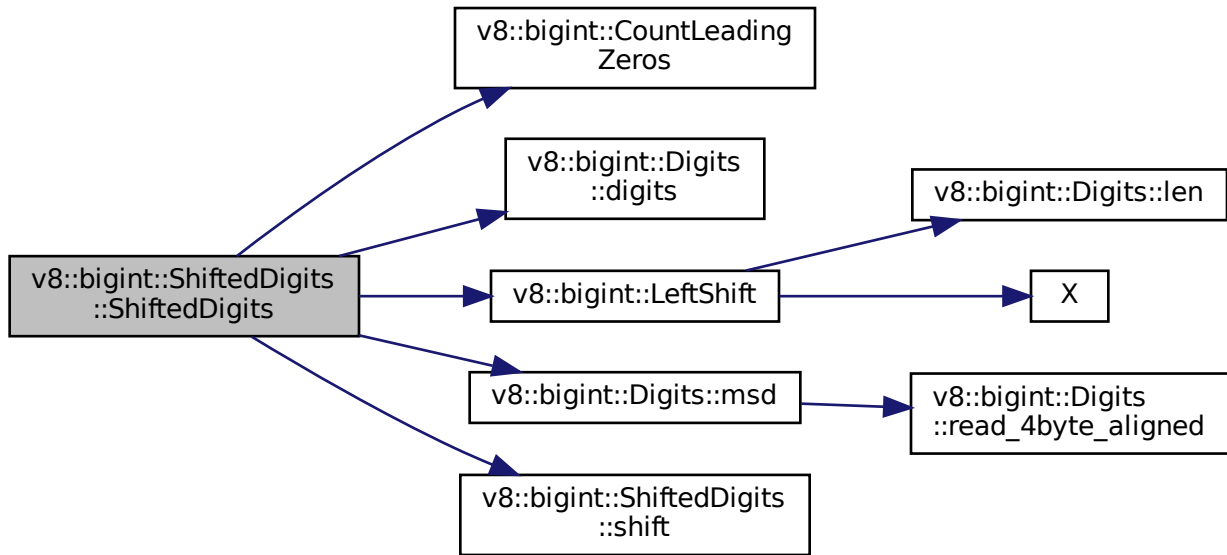 v8::bigint::CountLeading
Zeros
v8::bigint::Digits
::digits
v8::bigint::Digits::len
v8::bigint::ShiftedDigits
::ShiftedDigits
v8::bigint::LeftShift
X
v8::bigint::Digits::msd
v8::bigint::Digits
::read_4byte_aligned
v8::bigint::ShiftedDigits
::shift